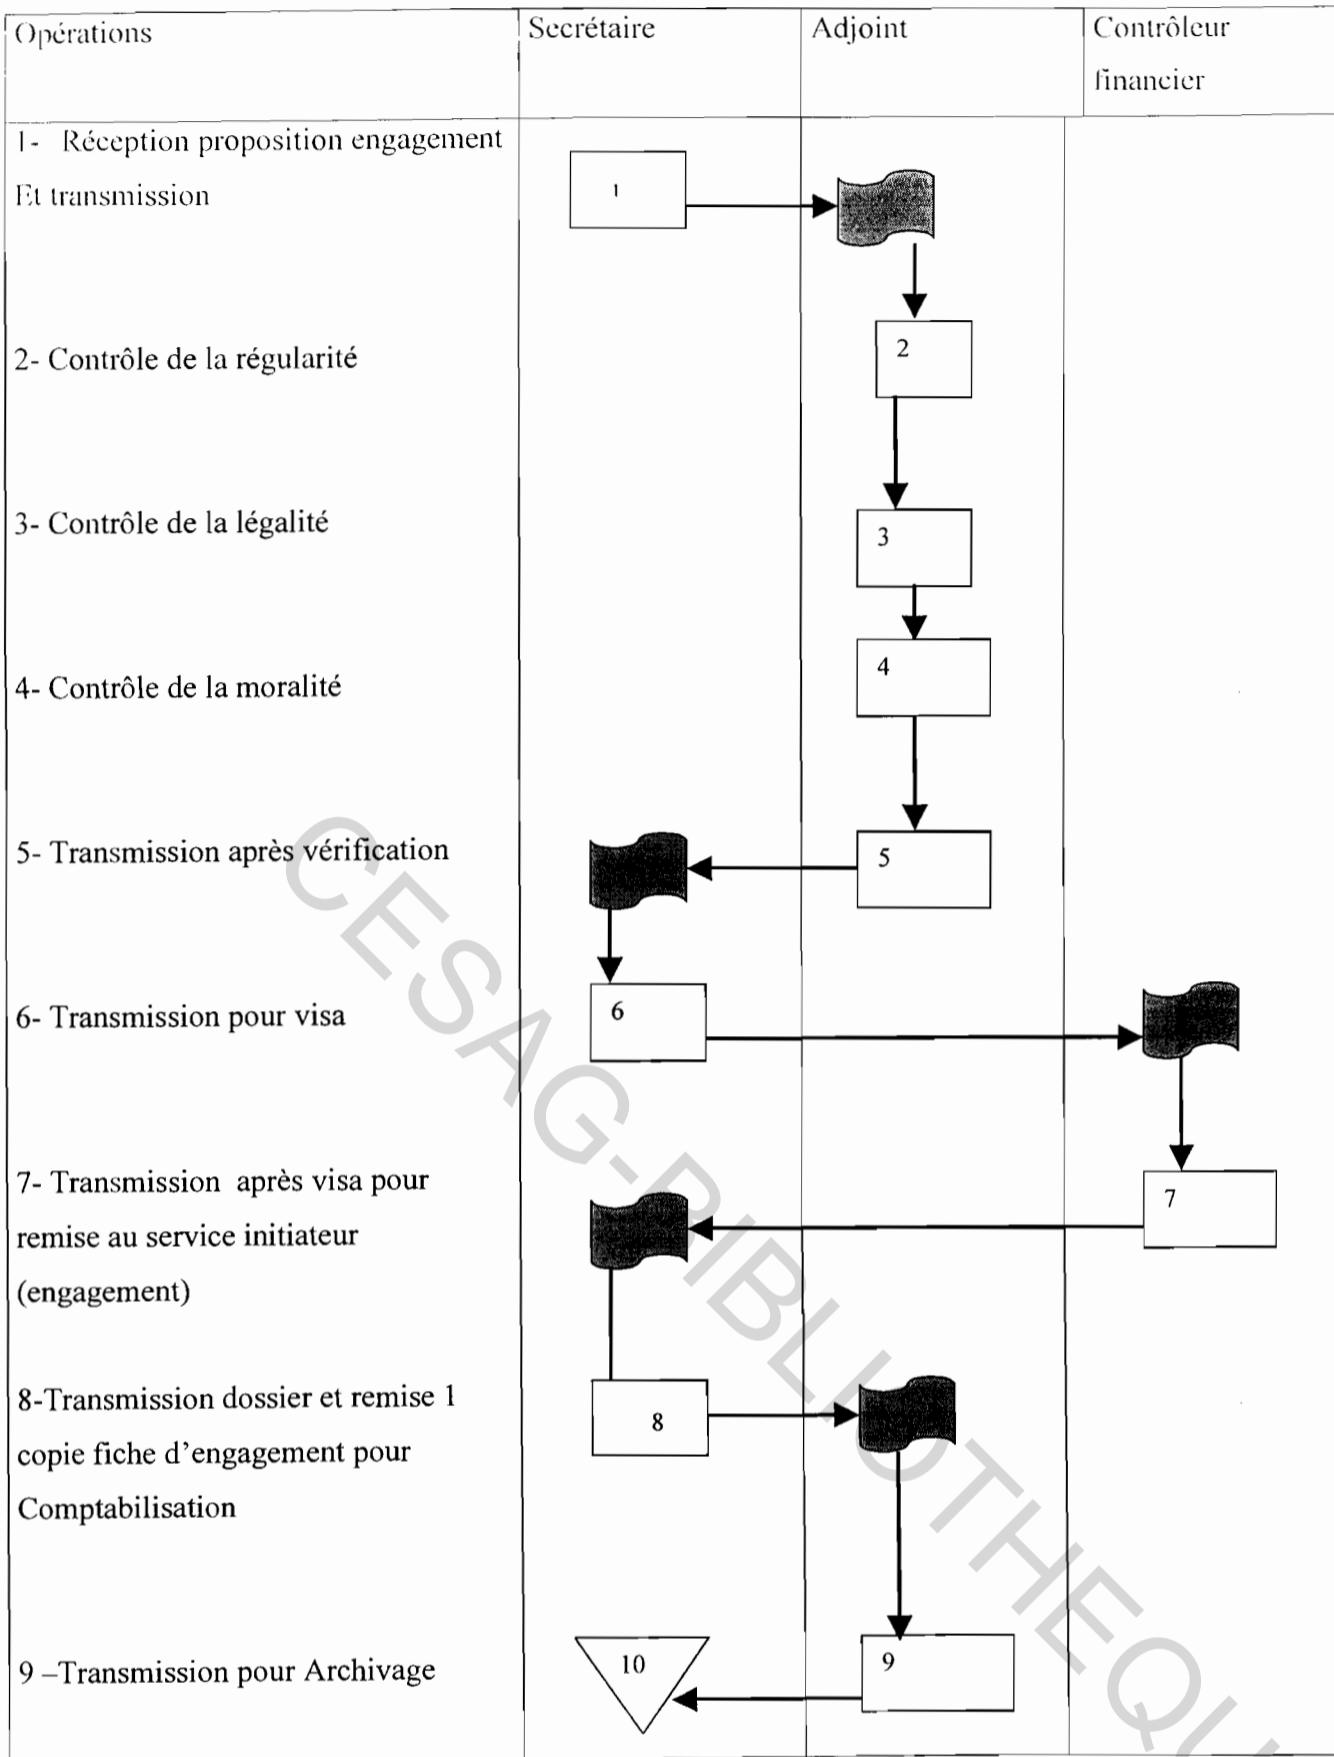 Opérations
Secrétaire
Adjoint
Contrôleur
financier
1- Réception proposition engagement
Et transmission
1
2- Contrôle de la régularité
2
3- Contrôle de la légalité
3
4- Contrôle de la moralité
4
5- Transmission après vérification
5
6- Transmission pour visa
6
7- Transmission après visa pour
remise au service initiateur
(engagement)
7
8-Transmission dossier et remise 1
copie fiche d'engagement pour
Comptabilisation
8
9 –Transmission pour Archivage
10
9
CESAG-BIBLIOTHEQU